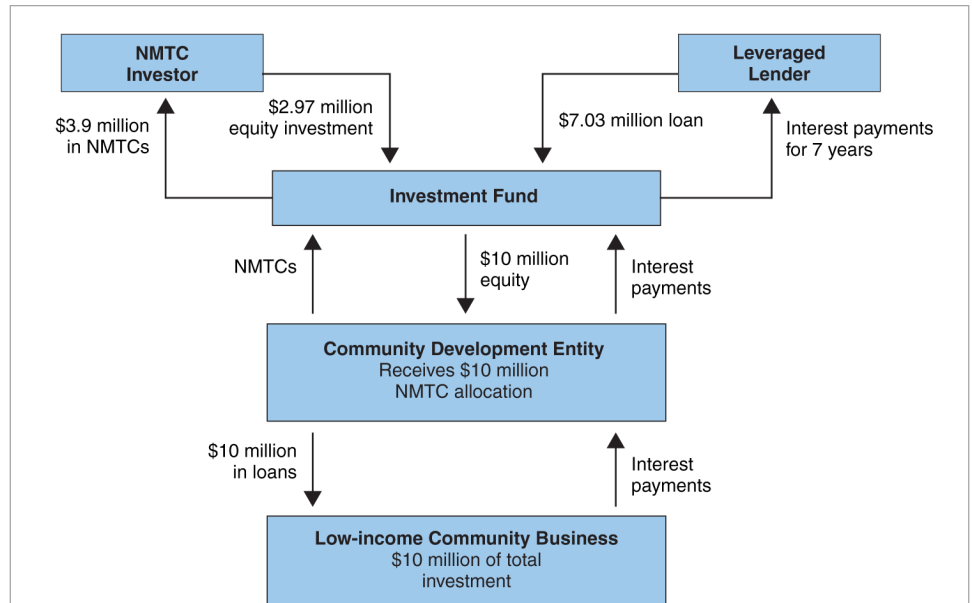 NMTC
Investor
Leveraged
Lender
$3.9 million
in NMTCs
$2.97 million
equity investment
$7.03 million loan
Interest payments
for 7 years
Investment Fund
NMTCs
$10 million
equity
Interest
payments
Community Development Entity
Receives $10 million
NMTC allocation
$10 million
in loans
Interest
payments
Low-income Community Business
$10 million of total
investment